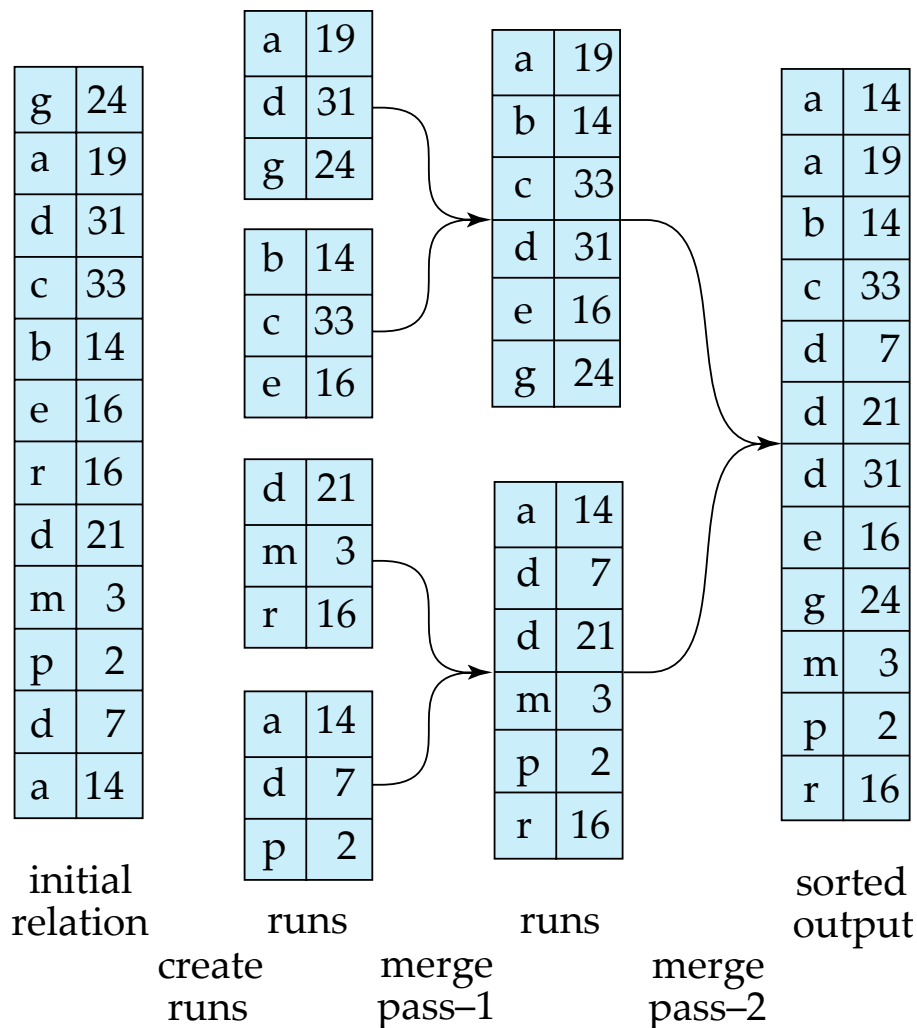 g 24
a 19
d 31
c 33
b 14
e 16
r 16
d 21
m 3
p 2
d 7
a 14
initial
relation
a 19
d 31
g 24
b 14
c 33
e 16
d 21
m 3
r 16
a 14
d 7
p 2
runs
create
runs
a 19
b 14
c 33
d 31
e 16
g 24
a 14
d 7
d 21
m 3
p 2
r 16
runs
merge
pass–1
a 14
a 19
b 14
c 33
d 7
d 21
d 31
e 16
g 24
m 3
p 2
r 16
sorted
output
merge
pass–2